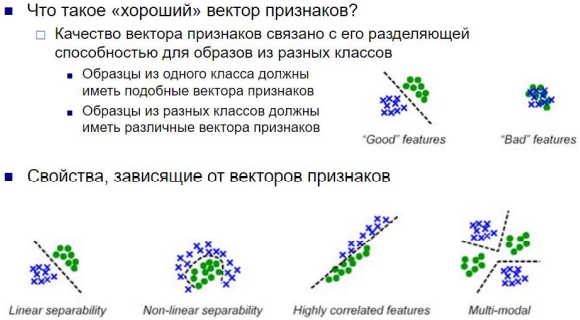 Что такое «хороший» вектор признаков?
Качество вектора признаков связано с его разделяющей
способностью для образов из разных классов
Образцы из одного класса должны
иметь подобные вектора признаков
Образцы из разных классов должны
иметь различные вектора признаков
“Good” features
“Bad” features
Свойства, зависящие от векторов признаков
Linear separability
Non-linear separability
Highly correlated features
Multi-modal